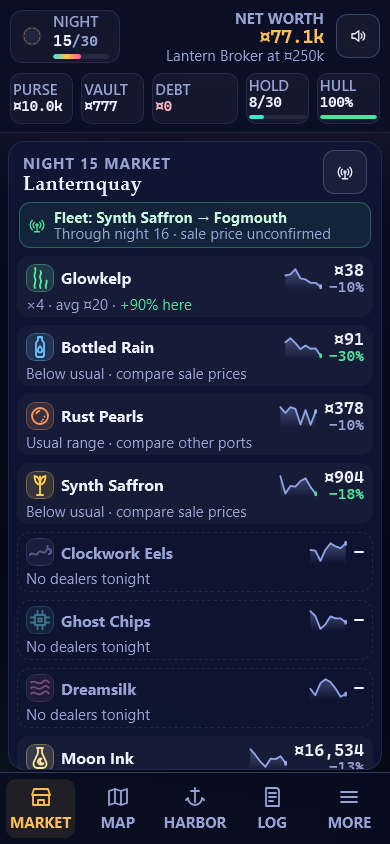 NIGHT
15/30
NET WORTH
¤77.1k
Lantern Broker at ¤250k
PURSE
¤10.0k
VAULT
¤777
DEBT
¤0
HOLD
8/30
HULL
100%
NIGHT 15 MARKET
Lanternquay
Fleet: Synth Saffron → Fogmouth
Through night 16 · sale price unconfirmed
Glowkelp
¤38
−10%
×4 · avg ¤20 · +90% here
Bottled Rain
¤91
−30%
Below usual · compare sale prices
Rust Pearls
¤378
−10%
Usual range · compare other ports
Synth Saffron
¤904
−18%
Below usual · compare sale prices
Clockwork Eels
–
No dealers tonight
Ghost Chips
–
No dealers tonight
Dreamsilk
–
No dealers tonight
Moon Ink
¤16,534
−13%
MARKET
MAP
HARBOR
LOG
MORE